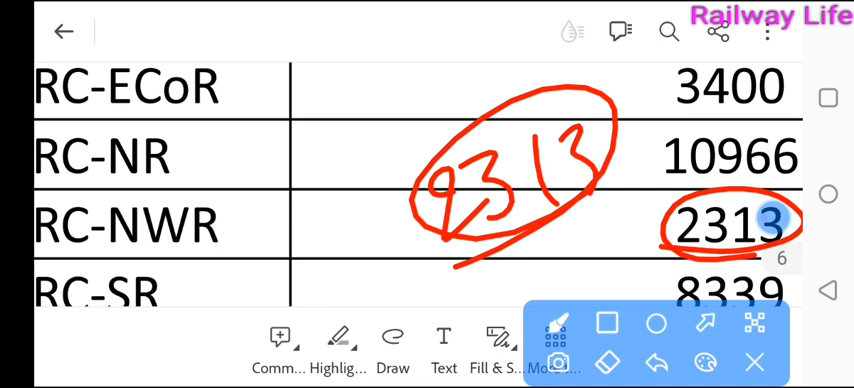 Railway Life
RC-ECoR 3400
RC-NR 10966
9313
RC-NWR 2313
6
RC-SR 8339
Comm... Highlig... Draw Text Fill & S...